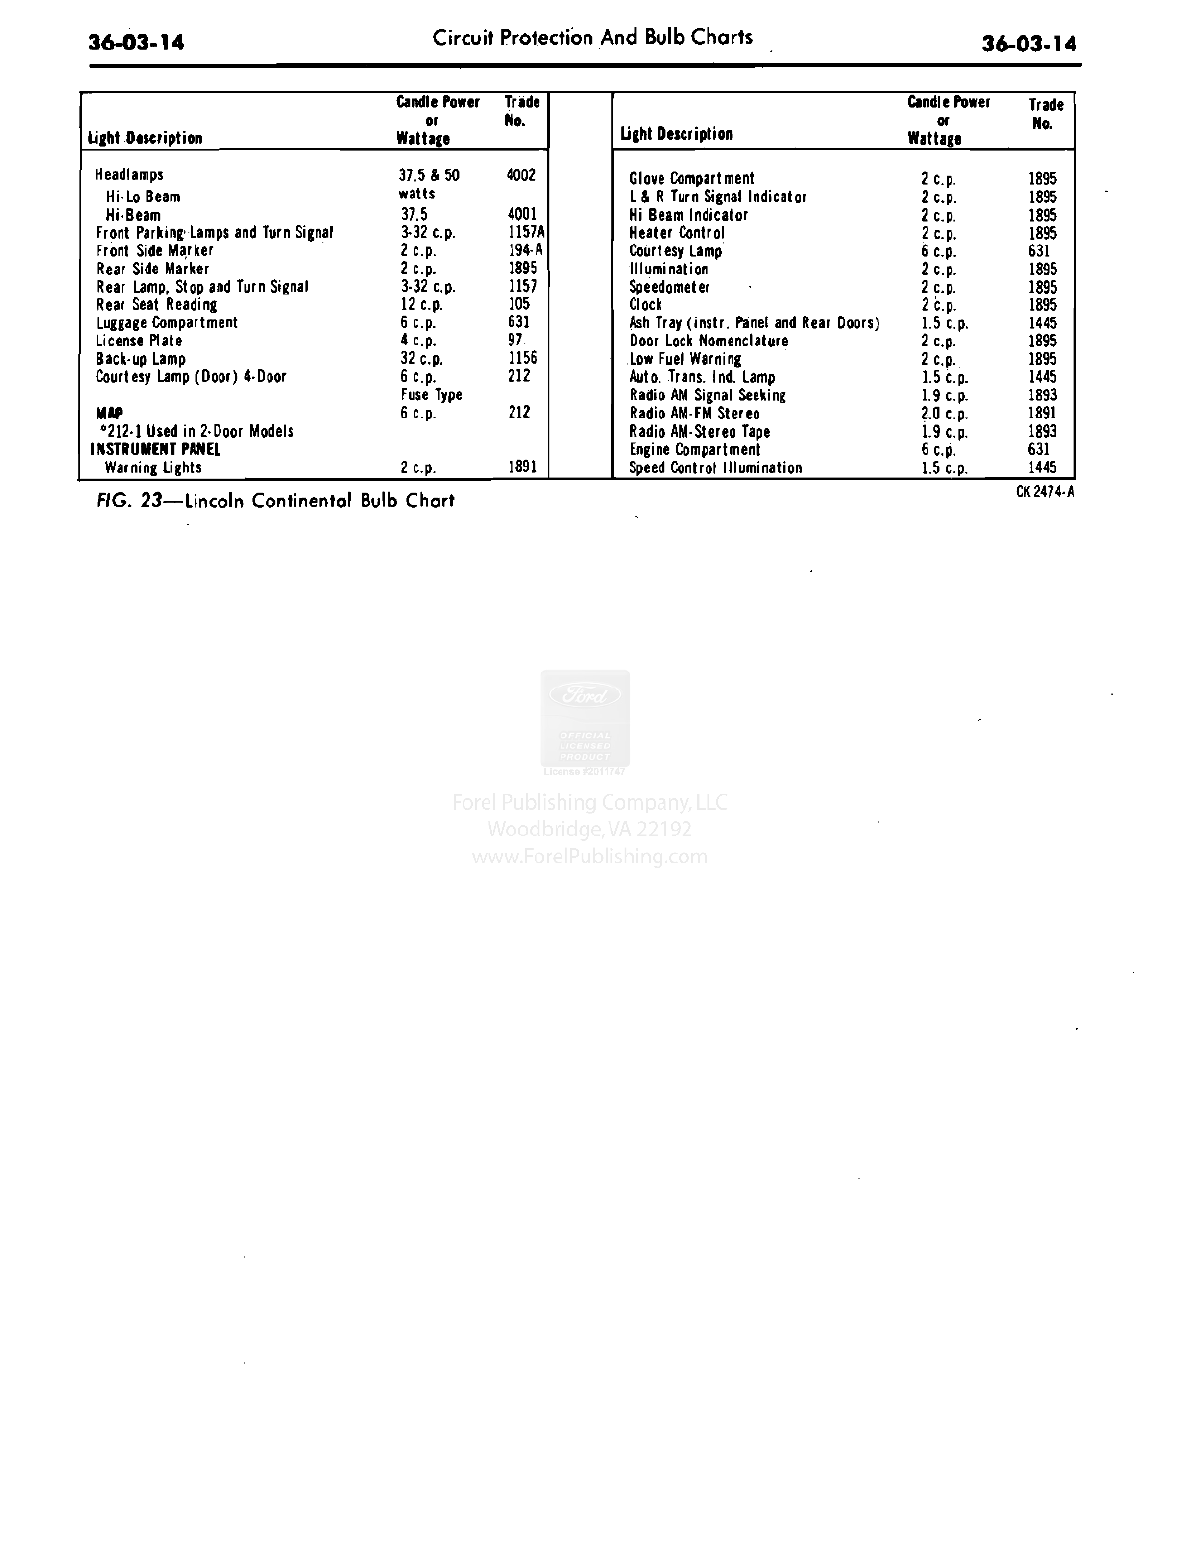 36-03-14
Circuit Protection And Bulb Charts
36-03-14
Light Description
Candle Power
or
Wattage
Trade
No.
Headlamps 37.5 & 50 4002
Hi-Lo Beam watts
Hi-Beam 37.5 4001
Front Parking Lamps and Turn Signal 3-32 c.p. 1157A
Front Side Marker 2 c.p. 194-A
Rear Side Marker 2 c.p. 1895
Rear Lamp, Stop and Turn Signal 3-32 c.p. 1157
Rear Seat Reading 12 c.p. 105
Luggage Compartment 6 c.p. 631
License Plate 4 c.p. 97
Back-up Lamp 32 c.p. 1156
Courtesy Lamp (Door) 4-Door 6 c.p. 212
Fuse Type
MAP 6 c.p. 212
*212-1 Used in 2-Door Models
INSTRUMENT PANEL
Warning Lights 2 c.p. 1891
Light Description
Candle Power
or
Wattage
Trade
No.
Glove Compartment 2 c.p. 1895
L & R Turn Signal Indicator 2 c.p. 1895
Hi Beam Indicator 2 c.p. 1895
Heater Control 2 c.p. 1895
Courtesy Lamp 6 c.p. 631
Illumination 2 c.p. 1895
Speedometer 2 c.p. 1895
Clock 2 c.p. 1895
Ash Tray (instr. Panel and Rear Doors) 1.5 c.p. 1445
Door Lock Nomenclature 2 c.p. 1895
Low Fuel Warning 2 c.p. 1895
Auto. Trans. Ind. Lamp 1.5 c.p. 1445
Radio AM Signal Seeking 1.9 c.p. 1893
Radio AM-FM Stereo 2.0 c.p. 1891
Radio AM-Stereo Tape 1.9 c.p. 1893
Engine Compartment 6 c.p. 631
Speed Control Illumination 1.5 c.p. 1445
CK 2474-A
FIG. 23—Lincoln Continental Bulb Chart
Ford
OFFICIAL
LICENSED
PRODUCT
License #2011747
Forel Publishing Company, LLC
Woodbridge, VA 22192
www.ForelPublishing.com